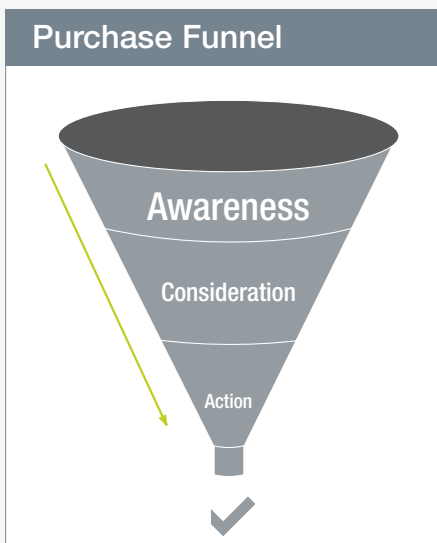 Purchase Funnel
Awareness
Consideration
Action